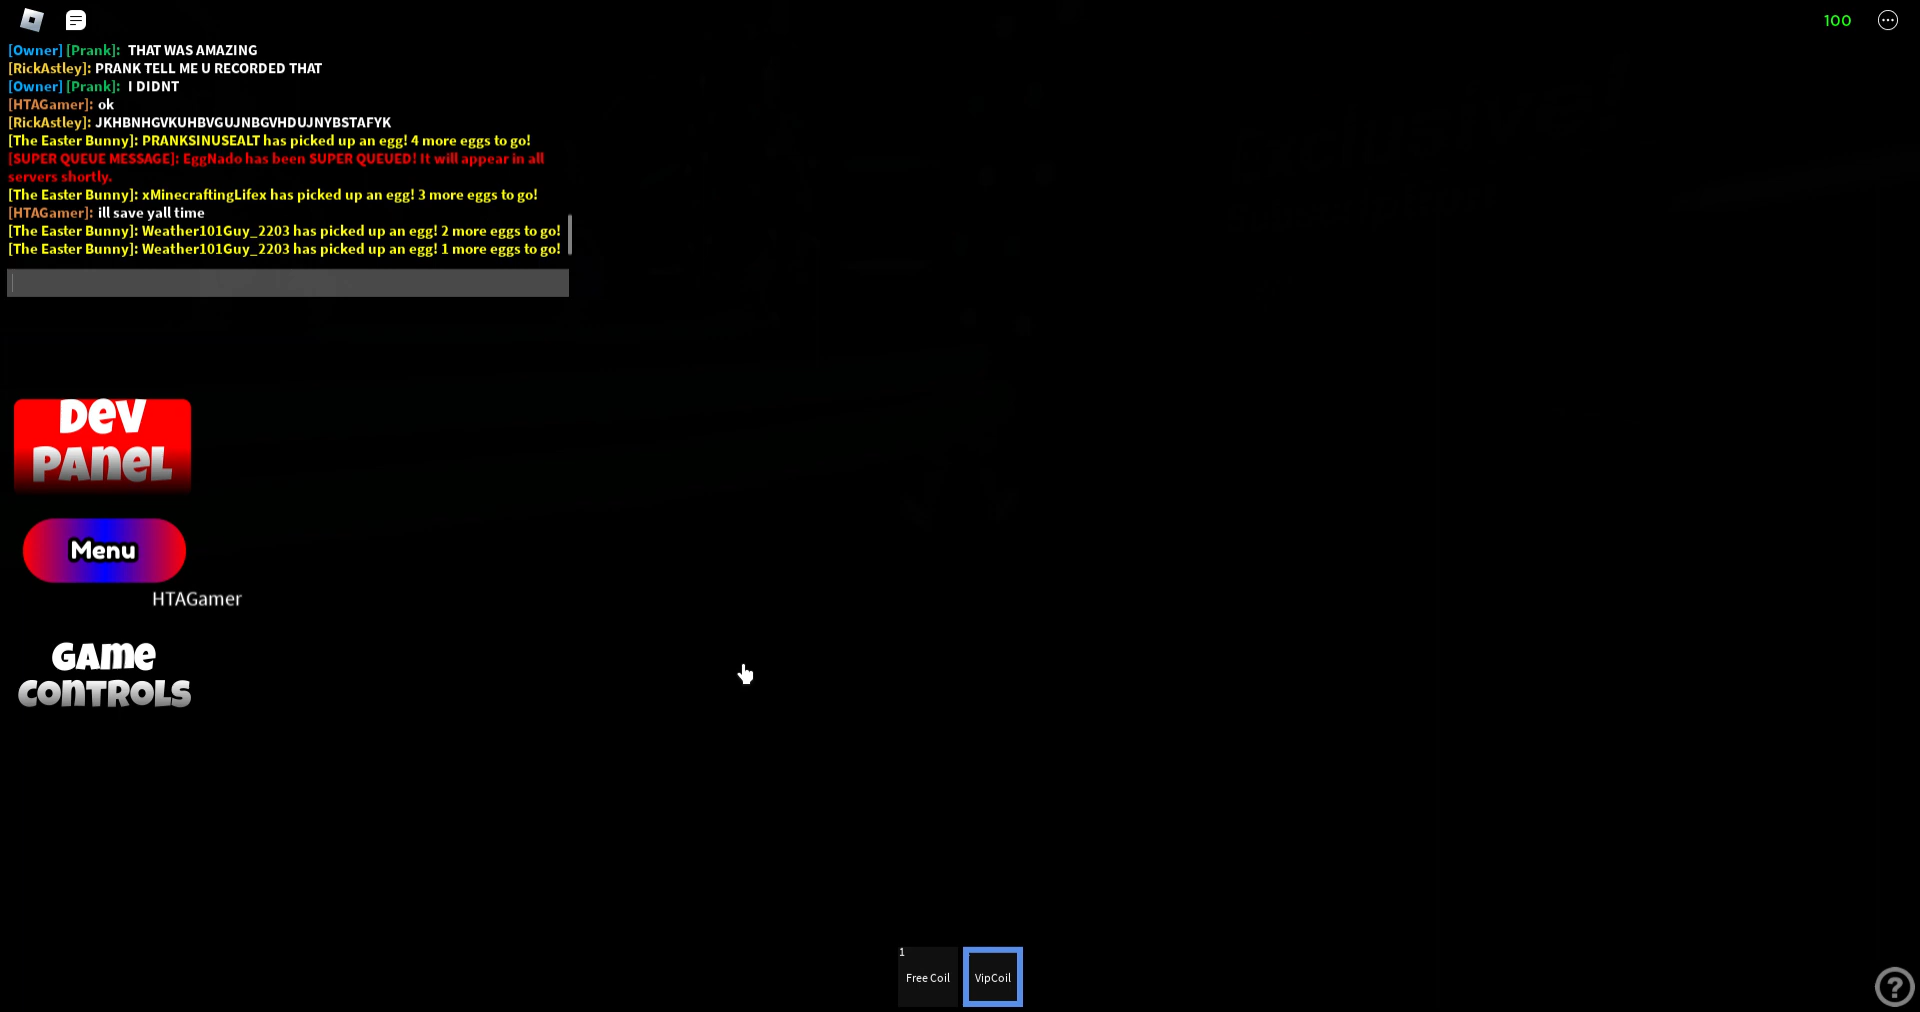 100
[Owner] [Prank]: THAT WAS AMAZING
[RickAstley]: PRANK TELL ME U RECORDED THAT
[Owner] [Prank]: I DIDNT
[HTAGamer]: ok
[RickAstley]: JKHBNHGVKUHBVGUJNBGVHDUJNYBSTAFYK
[The Easter Bunny]: PRANKSINUSEALT has picked up an egg! 4 more eggs to go!
[SUPER QUEUE MESSAGE]: EggNado has been SUPER QUEUED! It will appear in all
servers shortly.
[The Easter Bunny]: xMinecraftingLifex has picked up an egg! 3 more eggs to go!
[HTAGamer]: ill save yall time
[The Easter Bunny]: Weather101Guy_2203 has picked up an egg! 2 more eggs to go!
[The Easter Bunny]: Weather101Guy_2203 has picked up an egg! 1 more eggs to go!
DeV
PANeL
Menu
HTAGamer
GAMe
CONTROLS
1
Free Coil
VipCoil
?